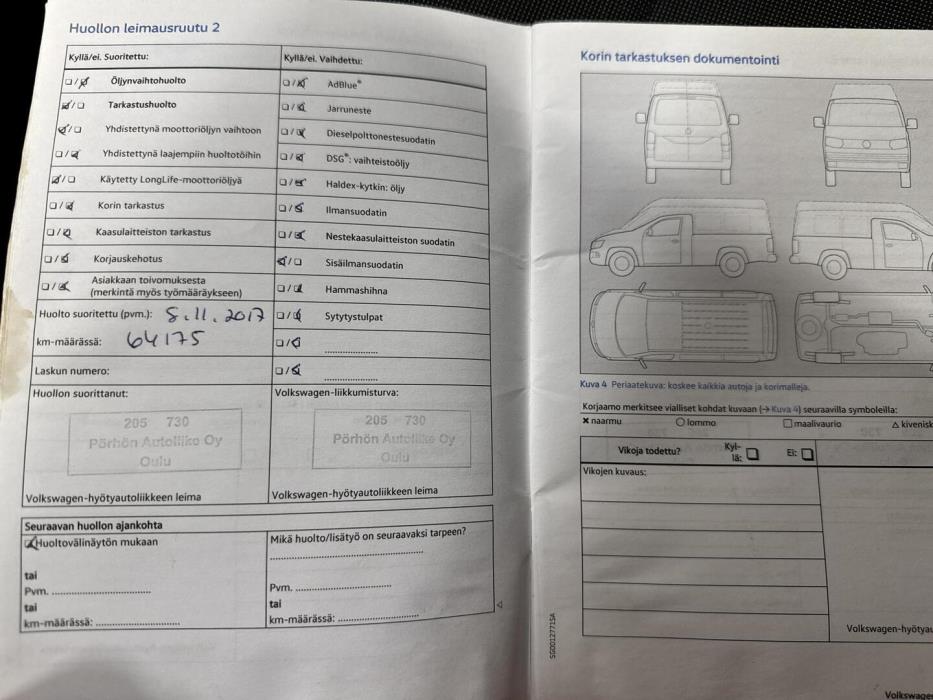 Huollon leimausruutu 2
Kyllä/ei. Suoritettu:
Öljynvaihtohuolto
Tarkastushuolto
Yhdistettynä moottoriöljyn vaihtoon
Yhdistettynä laajempiin huoltotöihin
Käytetty LongLife-moottoriöljyä
Korin tarkastus
Kaasulaitteiston tarkastus
Korjauskehotus
Asiakkaan toivomuksesta
(merkintä myös työmääräykseen)
Huolto suoritettu (pvm.): 8.11.2017
km-määrässä: 64175
Laskun numero:
Kyllä/ei. Vaihdettu:
AdBlue®
Jarruneste
Dieselpolttonestesuodatin
DSG®: vaihteistoöljy
Haldex-kytkin: öljy
Ilmansuodatin
Nestekaasulaitteiston suodatin
Sisäilmansuodatin
Hammashihna
Sytytystulpat
Huollon suorittanut:
205 730
Pörhön Autoliike Oy
Oulu
Volkswagen-hyötyautoliikkeen leima
Volkswagen-liikkumisturva:
205 730
Pörhön Autoliike Oy
Oulu
Volkswagen-hyötyautoliikkeen leima
Seuraavan huollon ajankohta
Huoltovälinäytön mukaan
tai
Pvm.
tai
km-määrässä:
Mikä huolto/lisätyö on seuraavaksi tarpeen?
Pvm.
tai
km-määrässä:
Korin tarkastuksen dokumentointi
Kuva 4 Periaatekuva: koskee kaikkia autoja ja korimalleja.
Korjaamo merkitsee vialliset kohdat kuvaan (→ Kuva 4) seuraavilla symboleilla:
× naarmu ○ lommo □ maalivaurio △ kivenisk
Vikoja todettu? Kyl-
lä: Ei:
Vikojen kuvaus:
Volkswagen-hyötyau
5G0012771SA
Volkswagen